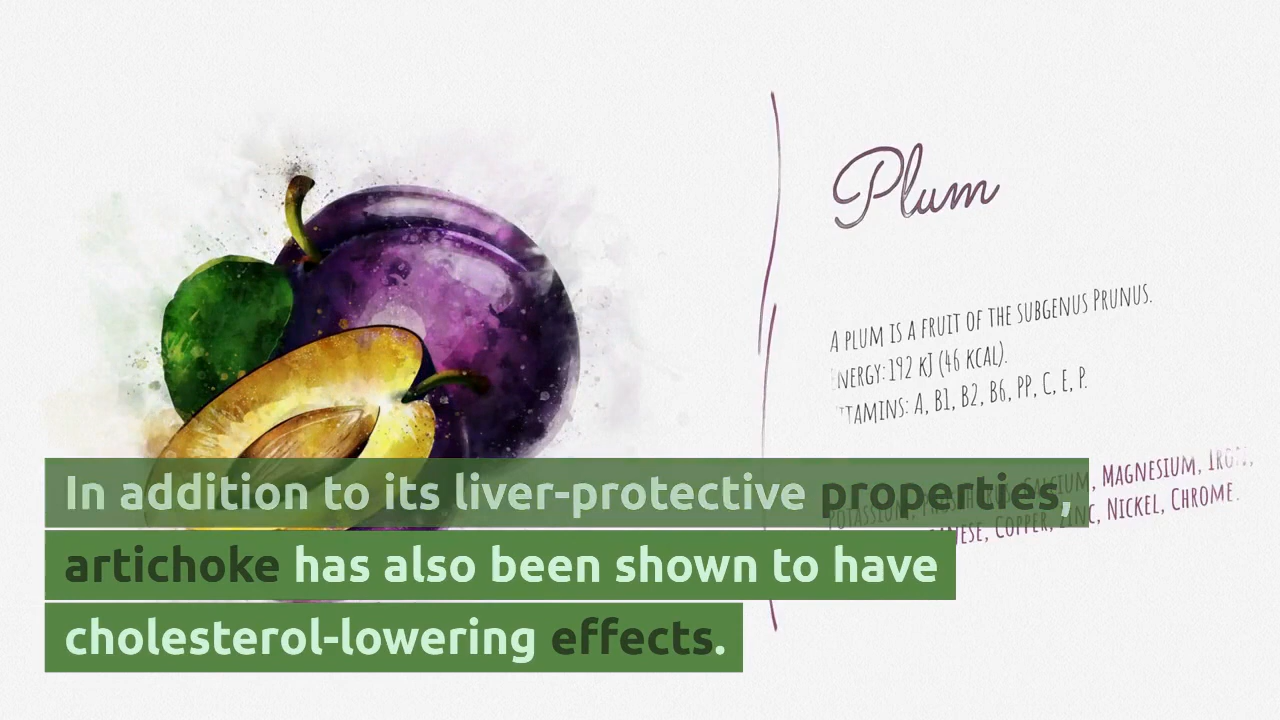 Plum
A PLUM IS A FRUIT OF THE SUBGENUS PRUNUS.
ENERGY: 192 KJ (46 KCAL).
VITAMINS: A, B1, B2, B6, PP, C, E, P.
CALCIUM, MAGNESIUM, IRON,
COPPER, ZINC, NICKEL, CHROME.
In addition to its liver-protective properties,
artichoke has also been shown to have
cholesterol-lowering effects.